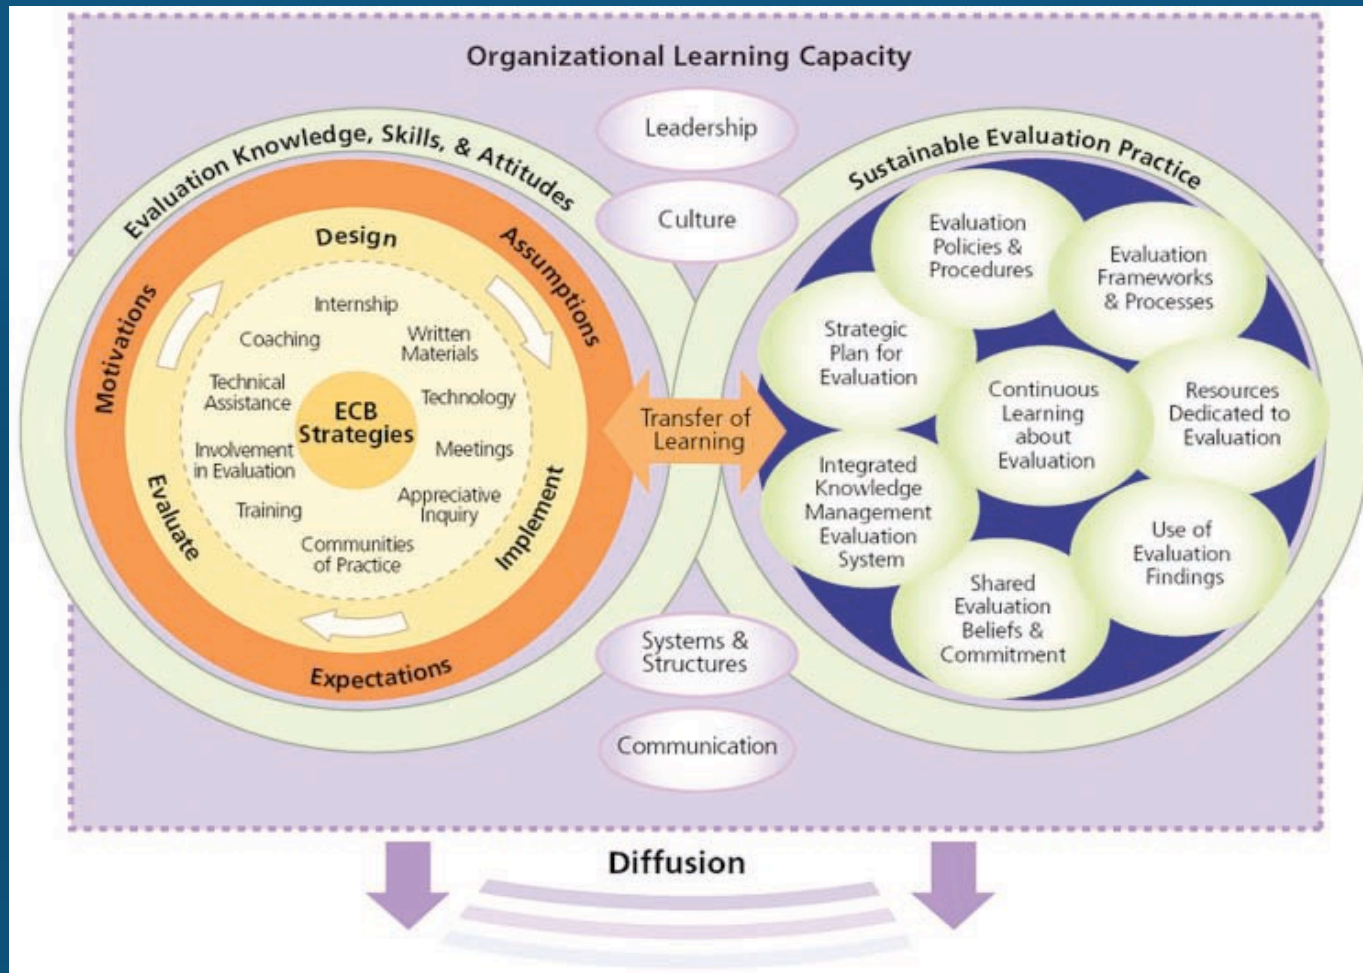 Organizational Learning Capacity
Leadership
Culture
Evaluation Knowledge, Skills, & Attitudes
Motivations
Assumptions
Expectations
Design
Implement
Evaluate
Internship
Coaching
Written
Materials
Technical
Assistance
Technology
ECB
Strategies
Involvement
in Evaluation
Meetings
Training
Appreciative
Inquiry
Communities
of Practice
Transfer of
Learning
Sustainable Evaluation Practice
Evaluation
Policies &
Procedures
Evaluation
Frameworks
& Processes
Strategic
Plan for
Evaluation
Continuous
Learning
about
Evaluation
Resources
Dedicated to
Evaluation
Integrated
Knowledge
Management
Evaluation
System
Use of
Evaluation
Findings
Shared
Evaluation
Beliefs &
Commitment
Systems &
Structures
Communication
Diffusion